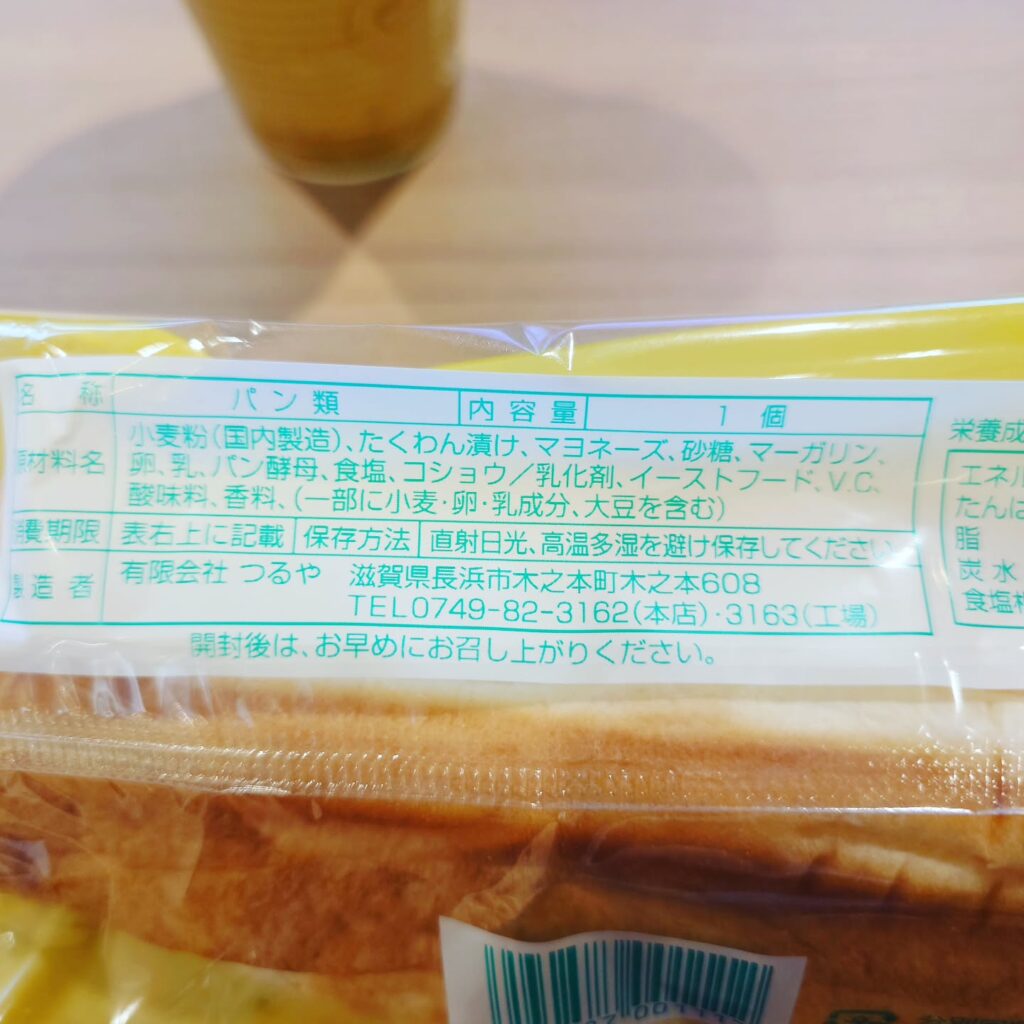 名称 パン類 内容量 1個
小麦粉(国内製造)、たくわん漬け、マヨネーズ、砂糖、マーガリン、
原材料名 卵、乳、パン酵母、食塩、コショウ/乳化剤、イーストフード、V.C、
酸味料、香料、(一部に小麦・卵・乳成分、大豆を含む)
消費期限 表右上に記載 保存方法 直射日光、高温多湿を避け保存してください。
製造者 有限会社 つるや 滋賀県長浜市木之本町木之本608
TEL0749-82-3162(本店)・3163(工場)
開封後は、お早めにお召し上がりください。
栄養成
エネル
たんぱ
脂
炭水
食塩相